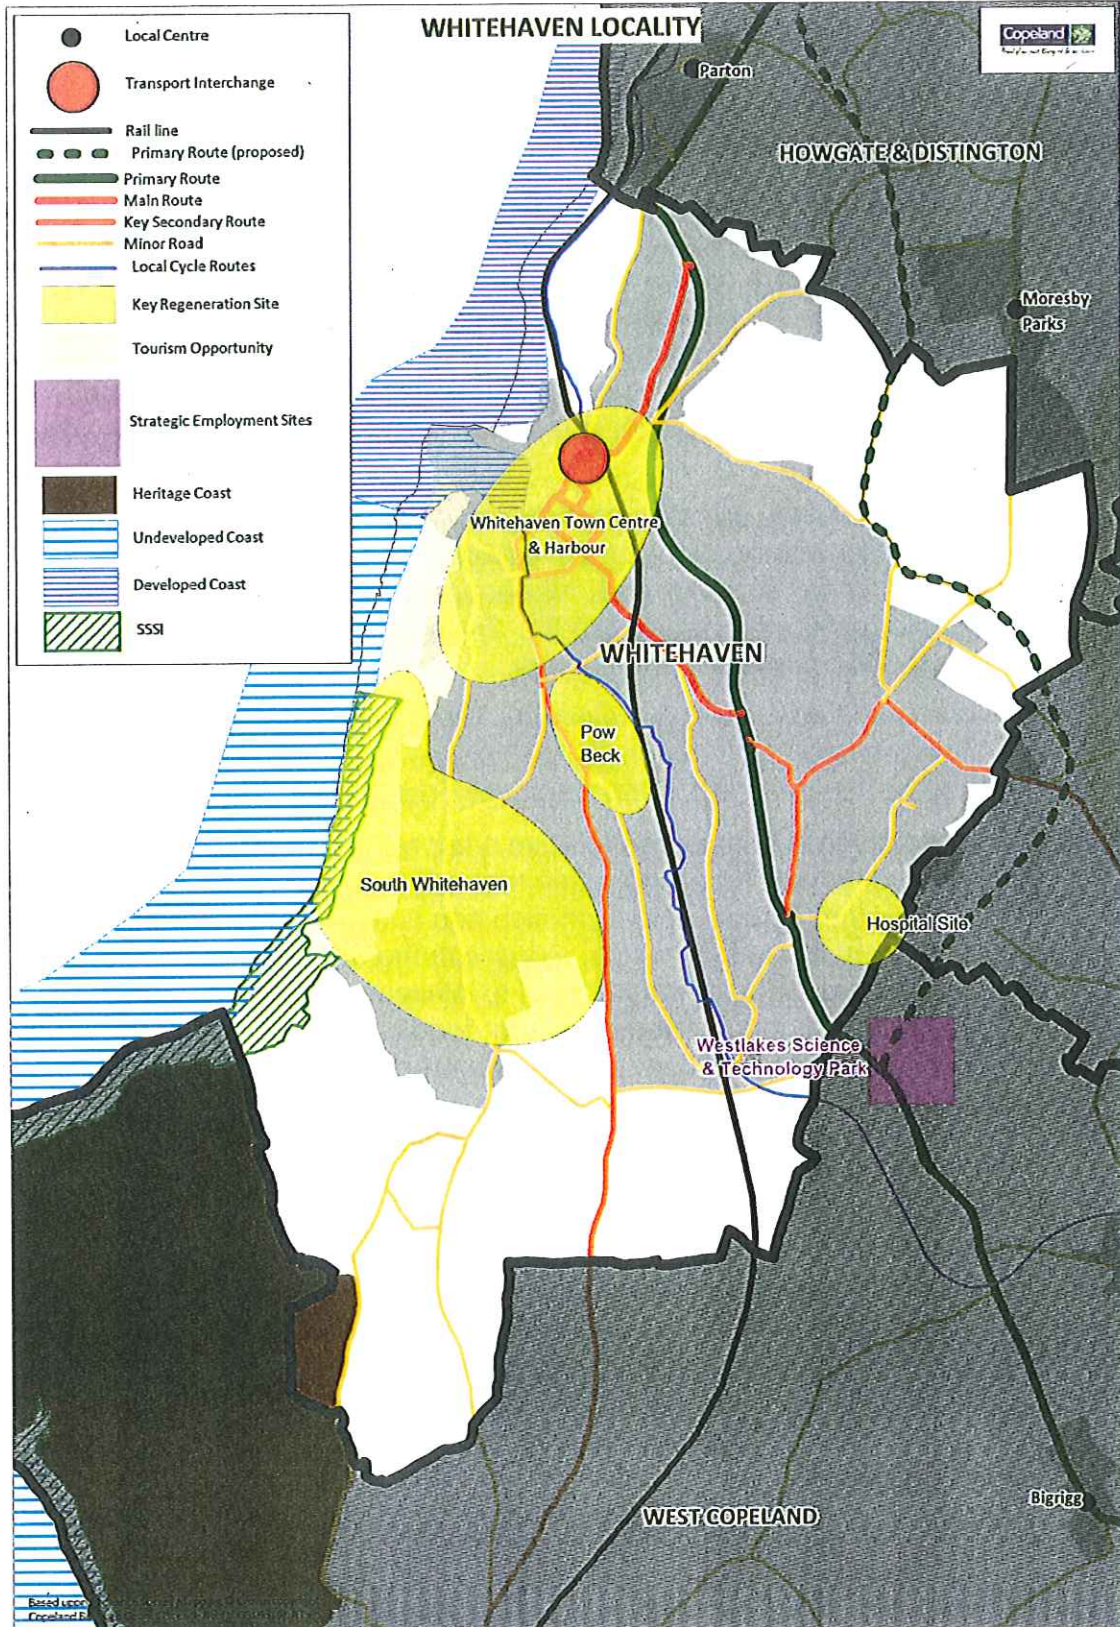 WHITEHAVEN LOCALITY
Copeland
Local Centre
Transport Interchange
Rail line
Primary Route (proposed)
Primary Route
Main Route
Key Secondary Route
Minor Road
Local Cycle Routes
Key Regeneration Site
Tourism Opportunity
Strategic Employment Sites
Heritage Coast
Undeveloped Coast
Developed Coast
SSSI
Parton
HOWGATE & DISTINGTON
Moresby
Parks
Whitehaven Town Centre
& Harbour
WHITEHAVEN
Pow
Beck
South Whitehaven
Hospital Site
Westlakes Science
& Technology Park
Bigrigg
WEST COPELAND
Based upon
Copeland